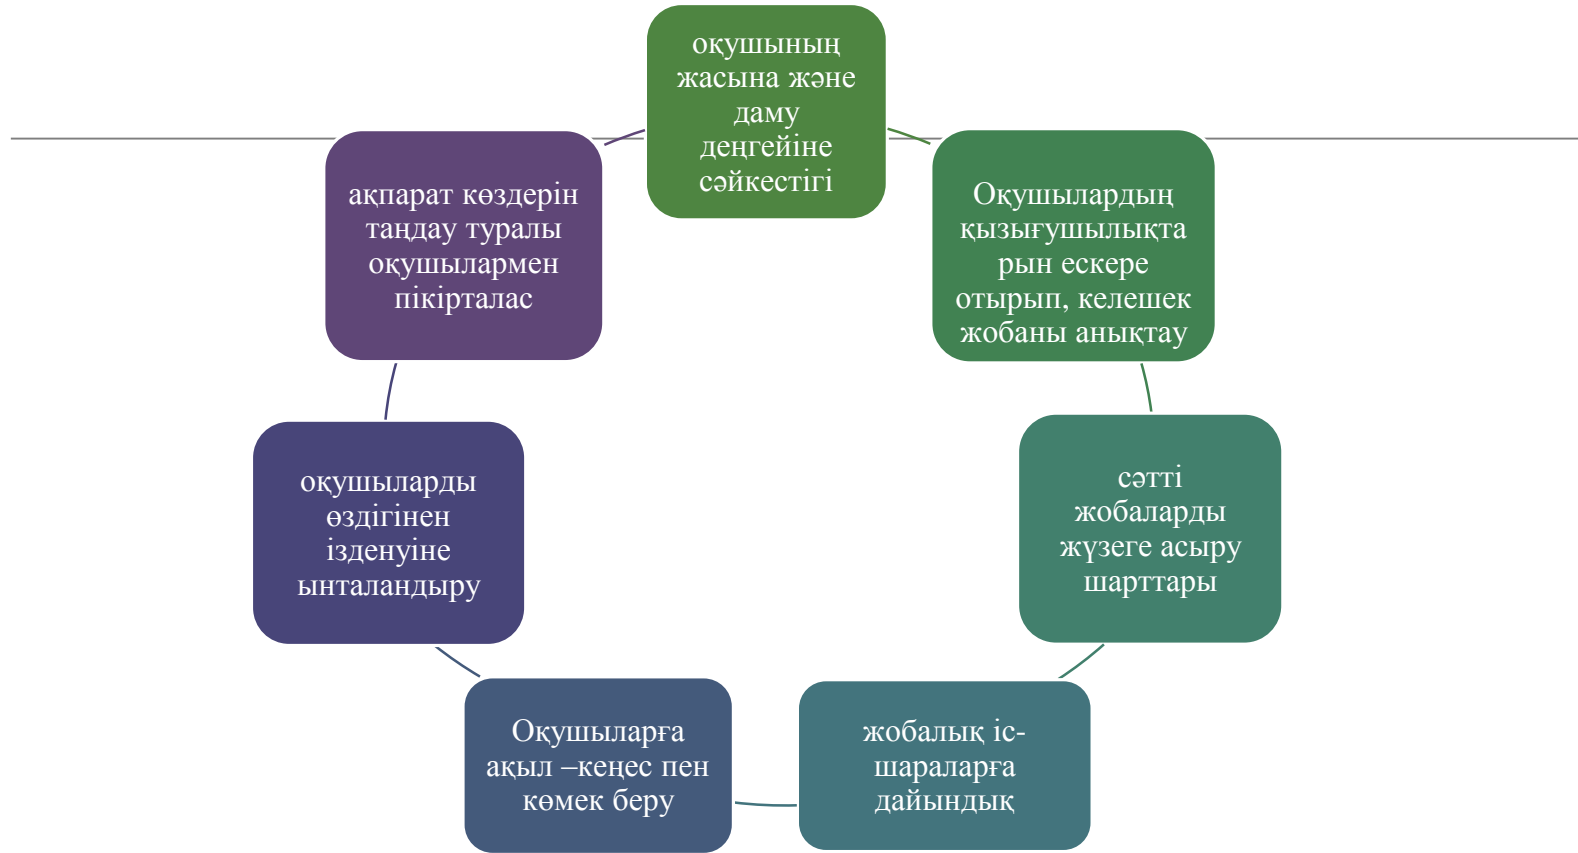 оқушының
жасына және
даму
деңгейіне
сәйкестігі
Оқушылардың
қызығушылықта
рын ескере
отырып, келешек
жобаны анықтау
сәтті
жобаларды
жүзеге асыру
шарттары
жобалық іс-
шараларға
дайындық
Оқушыларға
ақыл –кеңес пен
көмек беру
оқушыларды
өздігінен
ізденуіне
ынталандыру
ақпарат көздерін
таңдау туралы
оқушылармен
пікірталас